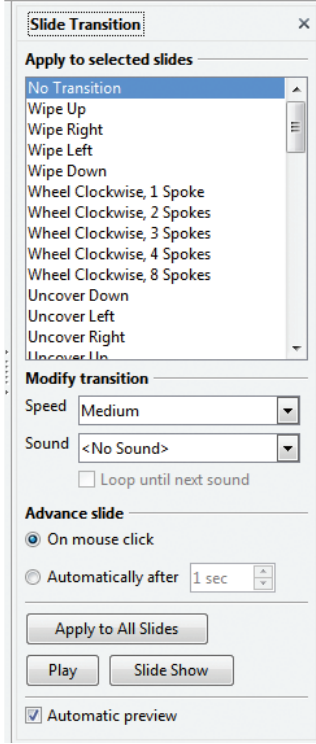 Slide Transition
Apply to selected slides
No Transition
Wipe Up
Wipe Right
Wipe Left
Wipe Down
Wheel Clockwise, 1 Spoke
Wheel Clockwise, 2 Spokes
Wheel Clockwise, 3 Spokes
Wheel Clockwise, 4 Spokes
Wheel Clockwise, 8 Spokes
Uncover Down
Uncover Left
Uncover Right
Uncover Up
Modify transition
Speed Medium
Sound <No Sound>
Loop until next sound
Advance slide
On mouse click
Automatically after 1 sec
Apply to All Slides
Play Slide Show
Automatic preview